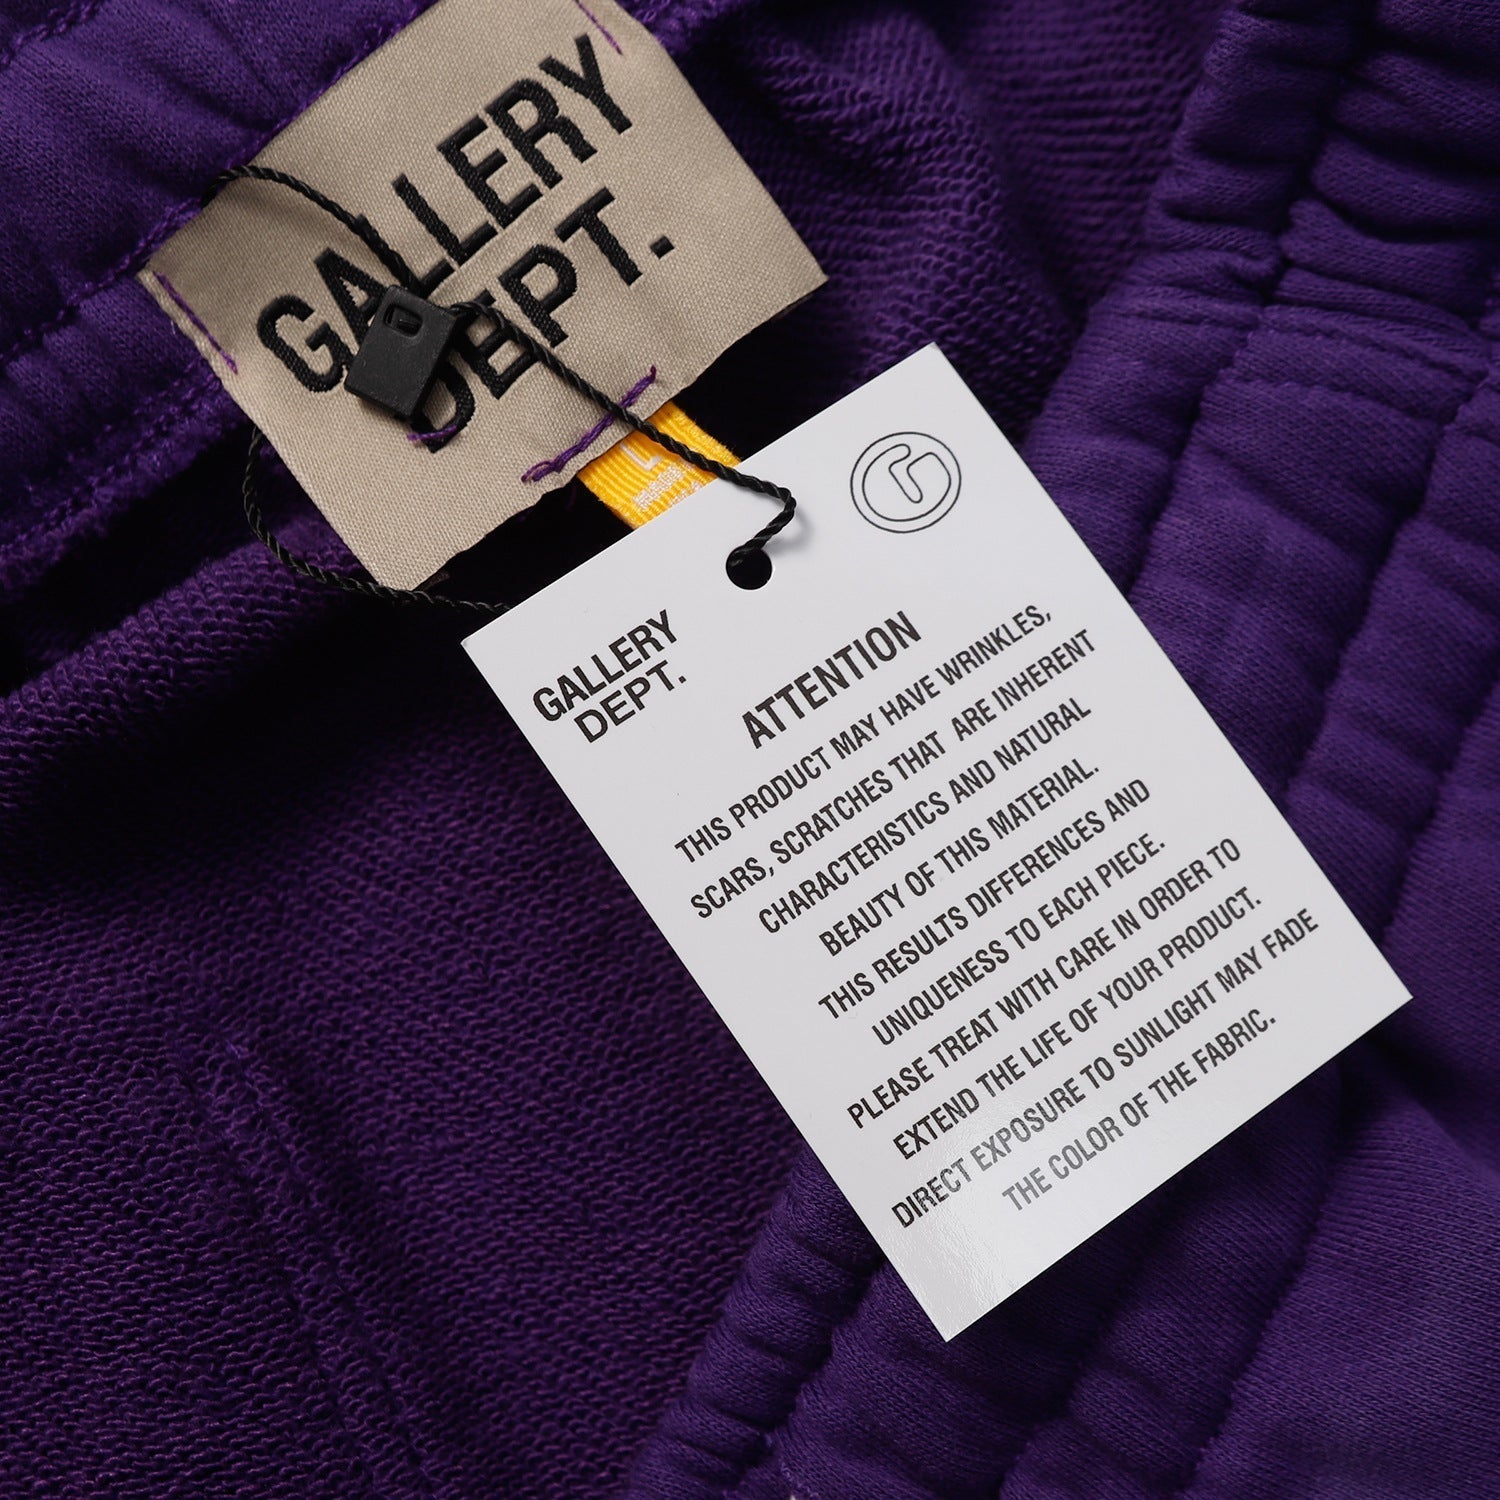 GALLERY
DEPT.
L
GALLERY
DEPT.
ATTENTION
THIS PRODUCT MAY HAVE WRINKLES,
SCARS, SCRATCHES THAT ARE INHERENT
CHARACTERISTICS AND NATURAL
BEAUTY OF THIS MATERIAL.
THIS RESULTS DIFFERENCES AND
UNIQUENESS TO EACH PIECE.
PLEASE TREAT WITH CARE IN ORDER TO
EXTEND THE LIFE OF YOUR PRODUCT.
DIRECT EXPOSURE TO SUNLIGHT MAY FADE
THE COLOR OF THE FABRIC.